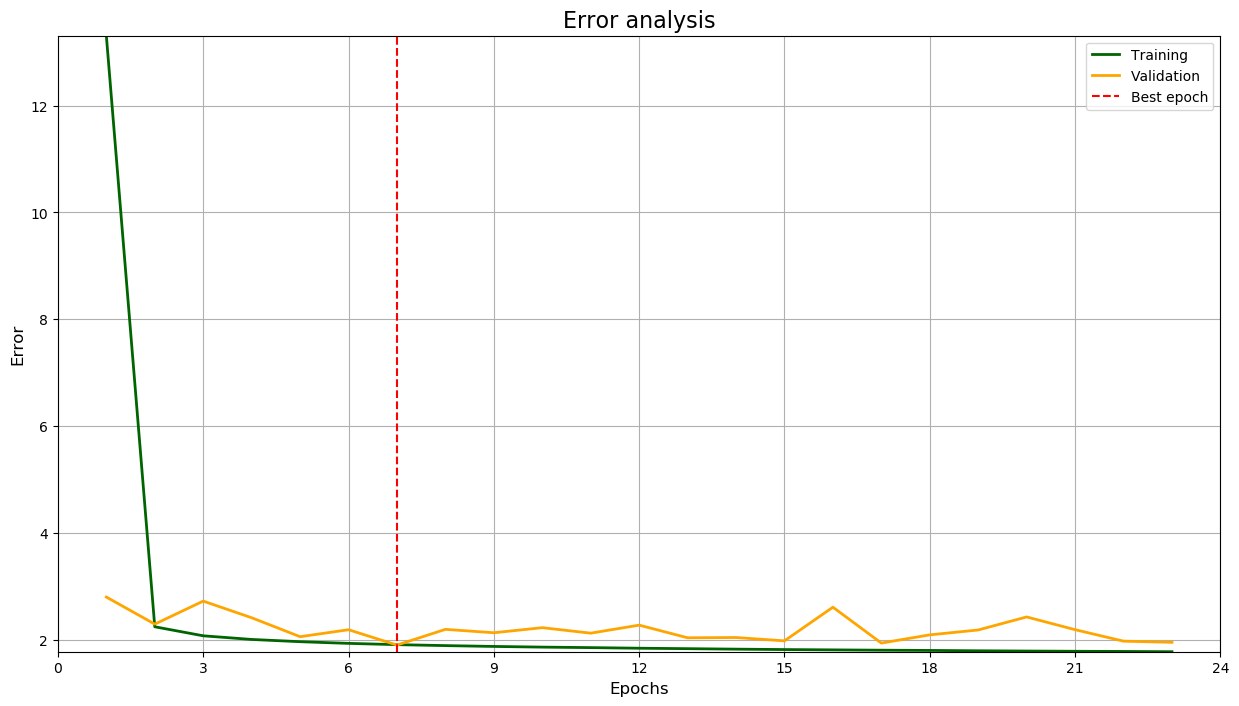 Error analysis
Training
Validation
Best epoch
12
10
8
6
4
2
Error
0 3 6 9 12 15 18 21 24
Epochs